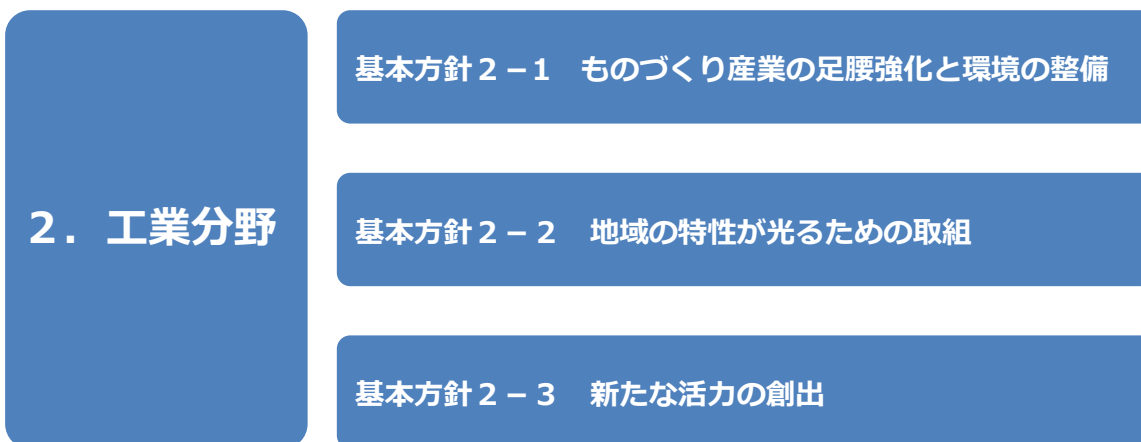 2．工業分野
基本方針２－１　ものづくり産業の足腰強化と環境の整備
基本方針２－２　地域の特性が光るための取組
基本方針２－３　新たな活力の創出